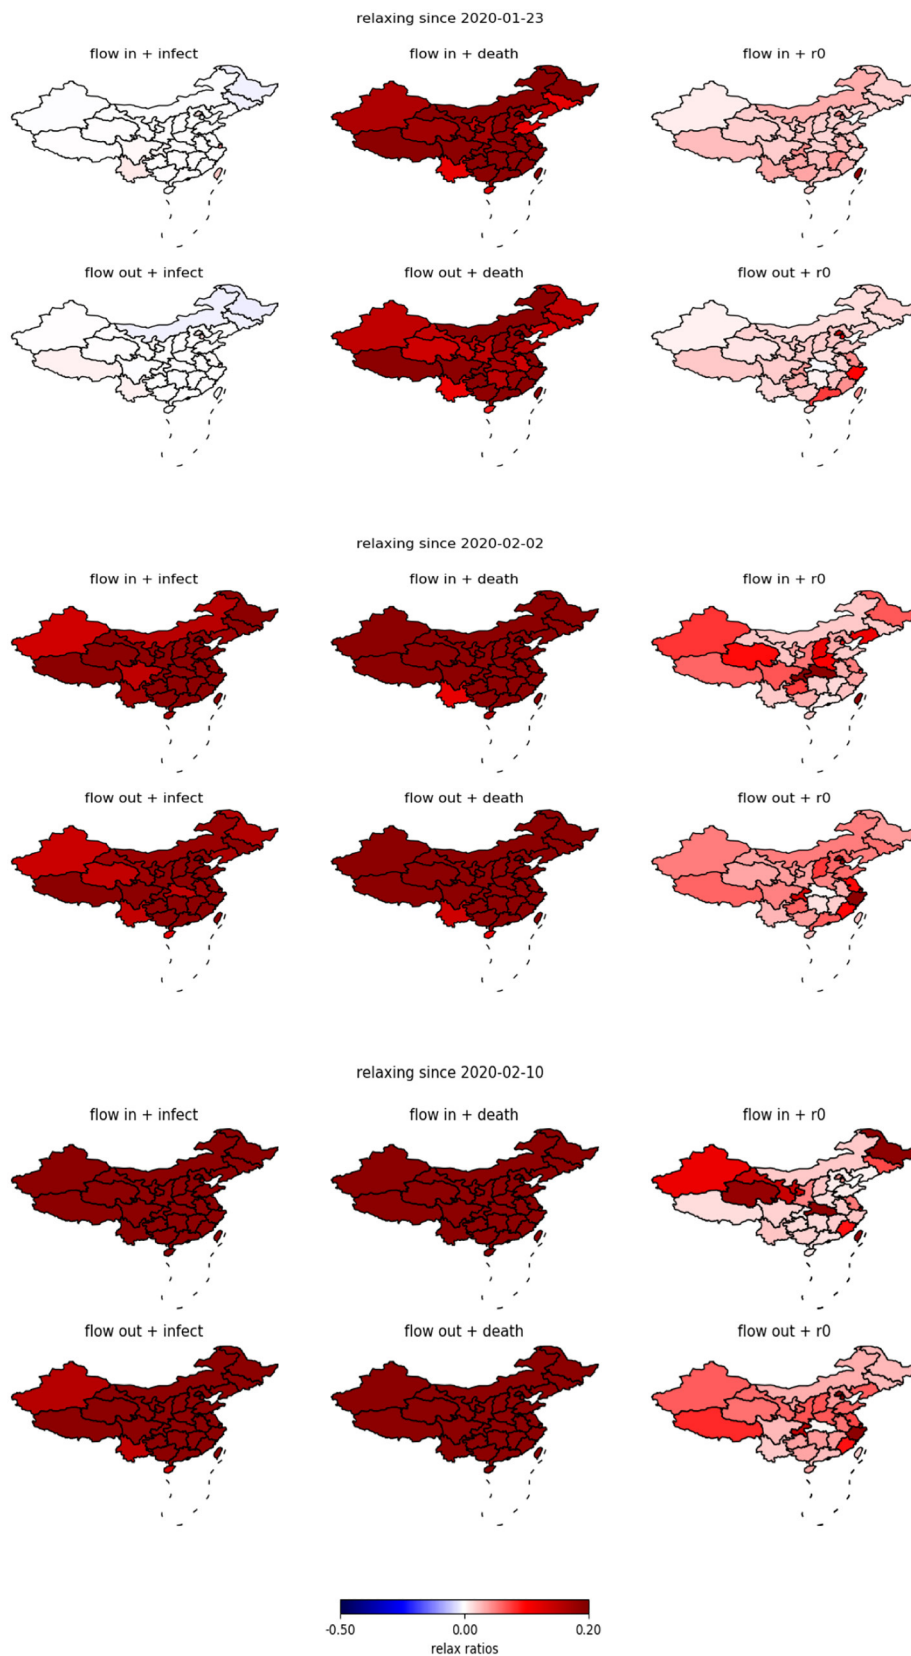 relaxing since 2020-01-23
flow in + infect
flow in + death
flow in + r0
flow out + infect
flow out + death
flow out + r0
relaxing since 2020-02-02
flow in + infect
flow in + death
flow in + r0
flow out + infect
flow out + death
flow out + r0
relaxing since 2020-02-10
flow in + infect
flow in + death
flow in + r0
flow out + infect
flow out + death
flow out + r0
-0.50
0.00
0.20
relax ratios